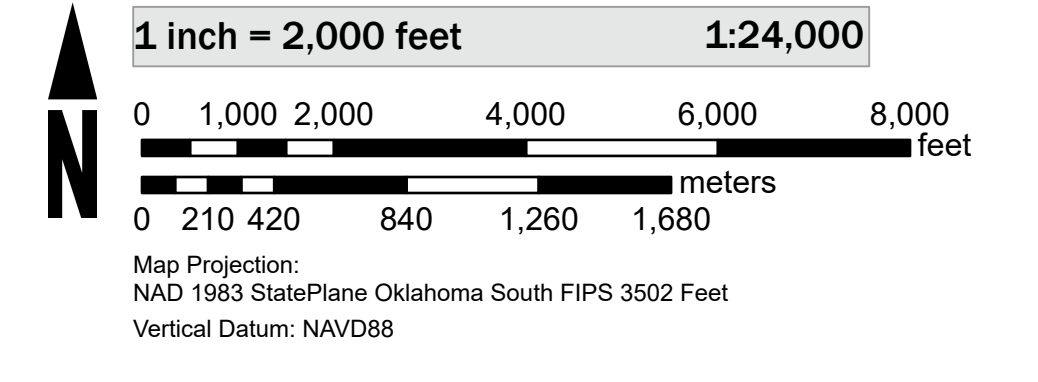 1 inch = 2,000 feet 1:24,000
0 1,000 2,000 4,000 6,000 8,000
feet
meters
0 210 420 840 1,260 1,680
N
Map Projection:
NAD 1983 StatePlane Oklahoma South FIPS 3502 Feet
Vertical Datum: NAVD88